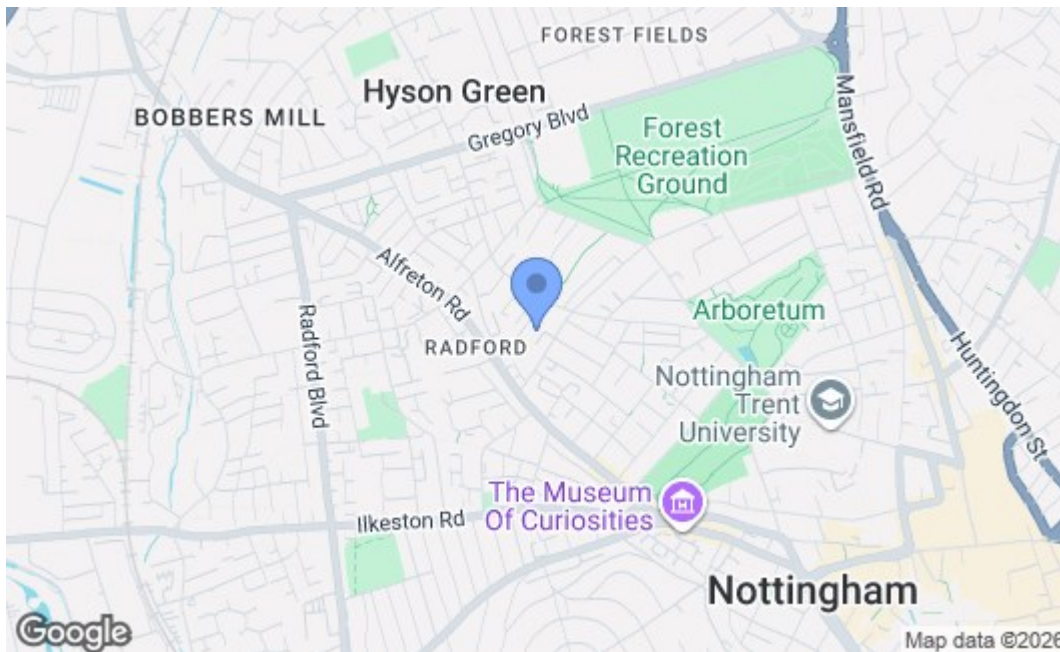 FOREST FIELDS
Hyson Green
BOBBERS MILL
Gregory Blvd
Forest
Recreation
Ground
Mansfield Rd
Alfreton Rd
Radford Blvd
RADFORD
Arboretum
Huntingdon St
Nottingham
Trent
University
The Museum
Of Curiosities
Ilkeston Rd
Nottingham
Google
Map data ©2026